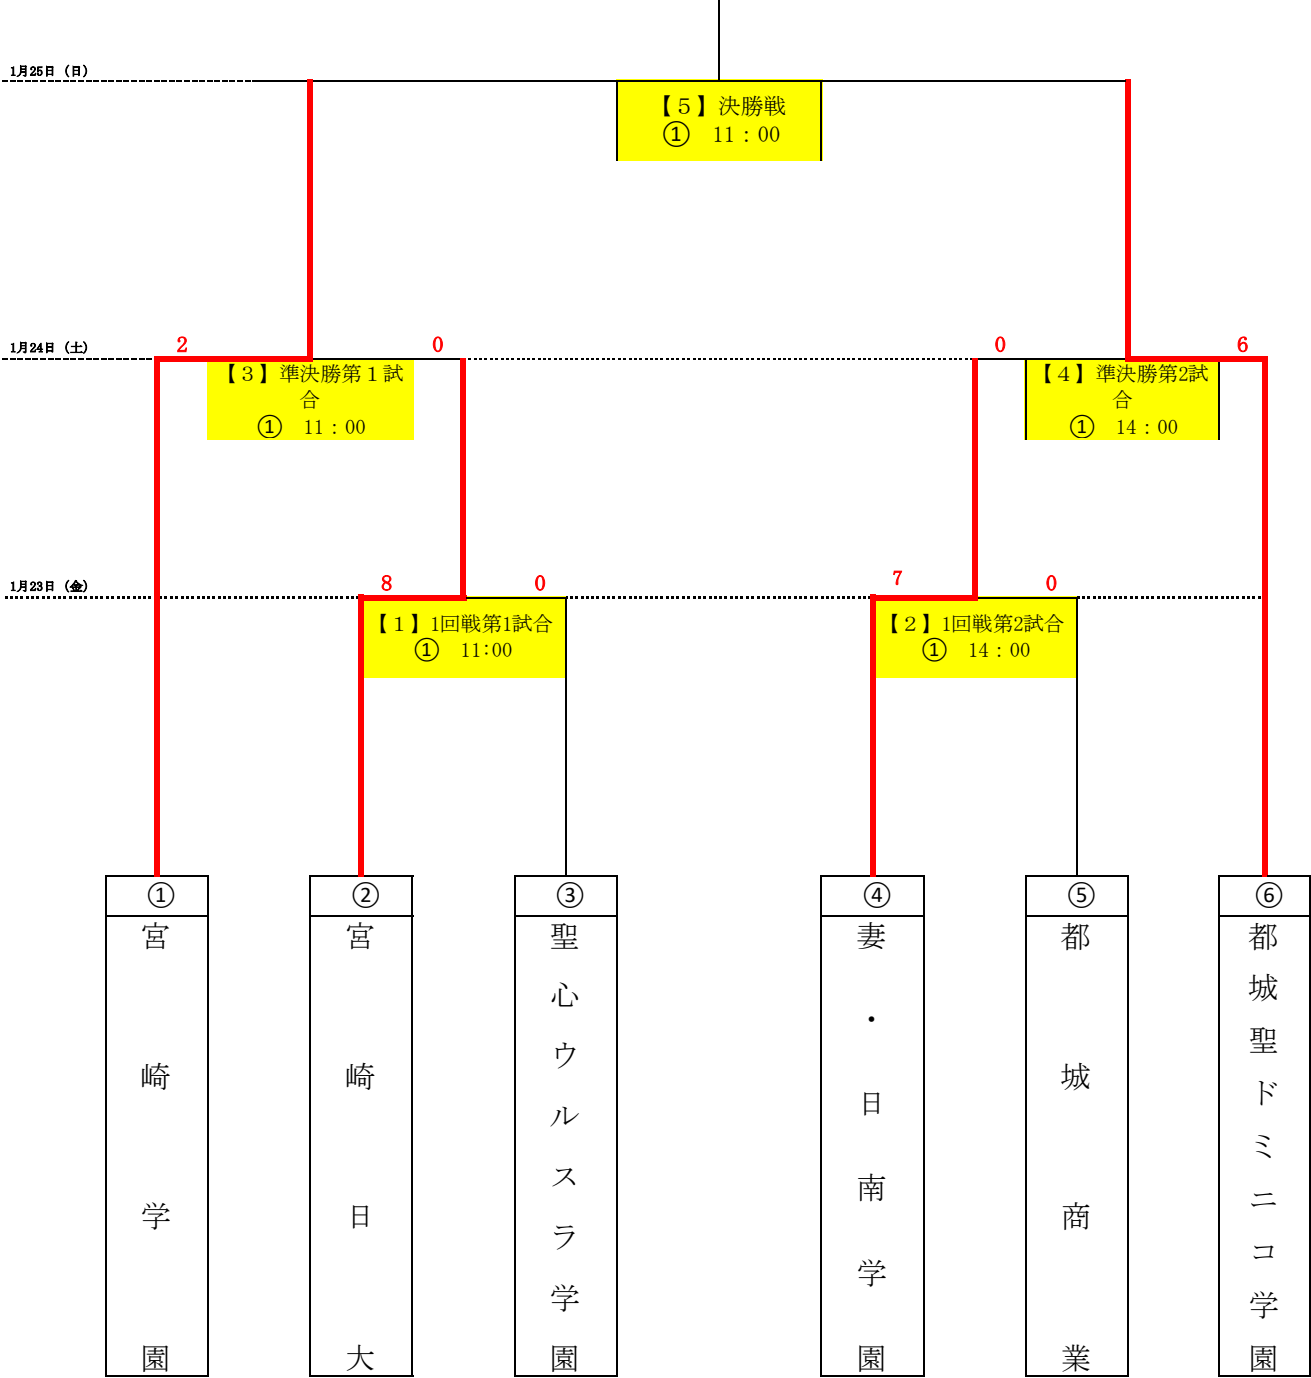 1月25日（日）
【５】決勝戦
① 11：00
1月24日（土）
2 0 0 6
【３】準決勝第１試
合
① 11：00
【４】準決勝第2試
合
① 14：00
1月23日（金）
8 0 7 0
【１】1回戦第1試合
① 11:00
【２】1回戦第2試合
① 14：00
①
宮崎学園
②
宮崎日大
③
聖心ウルスラ学園
④
妻・日南学園
⑤
都城商業
⑥
都城聖ドミニコ学園